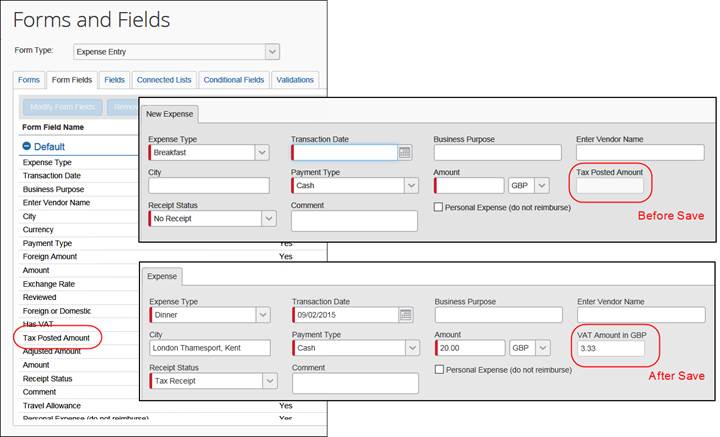 Forms and Fields
Form Type:
Expense Entry
Forms
Form Fields
Fields
Connected Lists
Conditional Fields
Validations
Modify Form Fields
Form Field Name
Default
Expense Type
Transaction Date
Business Purpose
Enter Vendor Name
City
Currency
Payment Type Yes
Foreign Amount Yes
Amount
Exchange Rate
Reviewed
Foreign or Domestic
Has VAT
Tax Posted Amount
Adjusted Amount
Amount
Receipt Status
Comment
Travel Allowance Yes
Personal Expense (do not reimburse) Yes
New Expense
Expense Type Transaction Date Business Purpose Enter Vendor Name
Breakfast
City Payment Type Amount Tax Posted Amount
Cash GBP
Receipt Status Comment Personal Expense (do not reimburse)
No Receipt
Before Save
Expense
Expense Type Transaction Date Business Purpose Enter Vendor Name
Dinner 09/02/2015
City Payment Type Amount VAT Amount in GBP
London Thamesport, Kent Cash 20.00 GBP 3.33
Receipt Status Comment Personal Expense (do not reimburse)
Tax Receipt
After Save